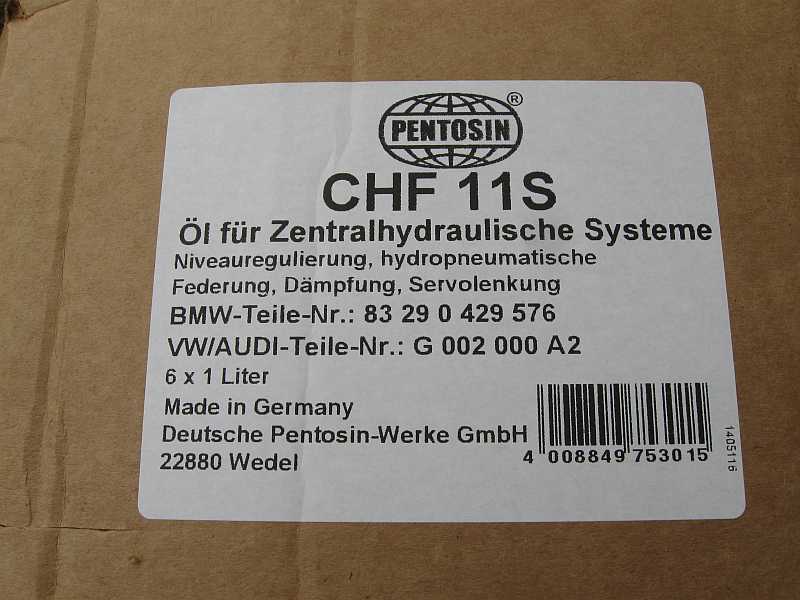 PENTOSIN®
CHF 11S
Öl für Zentralhydraulische Systeme
Niveauregulierung, hydropneumatische
Federung, Dämpfung, Servolenkung
BMW-Teile-Nr.: 83 29 0 429 576
VW/AUDI-Teile-Nr.: G 002 000 A2
6 x 1 Liter
Made in Germany
Deutsche Pentosin-Werke GmbH
22880 Wedel
4 008849 753015
1405116